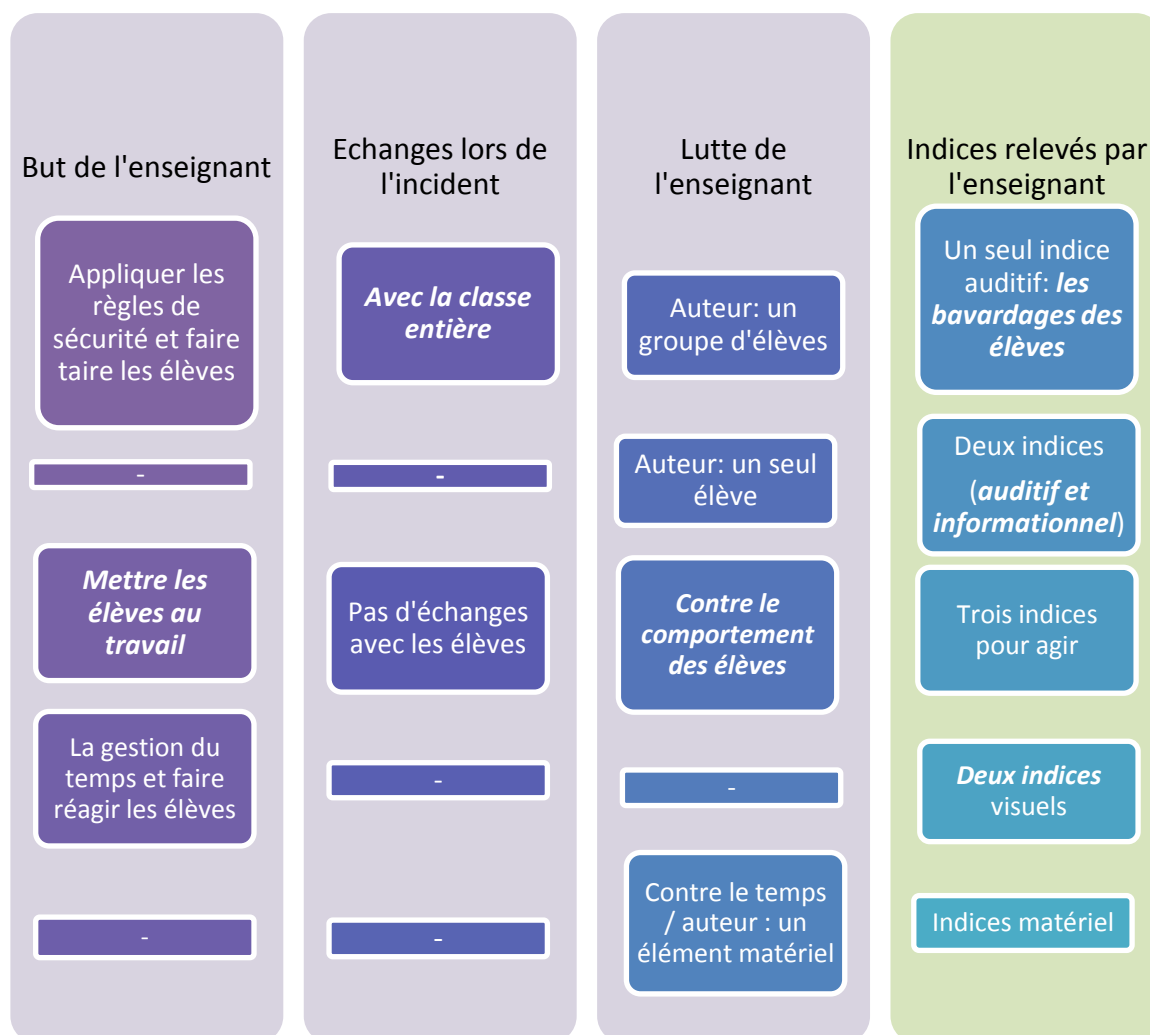 But de l'enseignant
Appliquer les
règles de
sécurité et faire
taire les élèves
-
Mettre les
élèves au
travail
La gestion du
temps et faire
réagir les élèves
-
Echanges lors de
l'incident
Avec la classe
entière
-
Pas d'échanges
avec les élèves
-
-
Lutte de
l'enseignant
Auteur: un
groupe d'élèves
Auteur: un seul
élève
Contre le
comportement
des élèves
-
Contre le temps
/ auteur : un
élément matériel
Indices relevés par
l'enseignant
Un seul indice
auditif: les
bavardages des
élèves
Deux indices
(auditif et
informationnel)
Trois indices
pour agir
Deux indices
visuels
Indices matériel